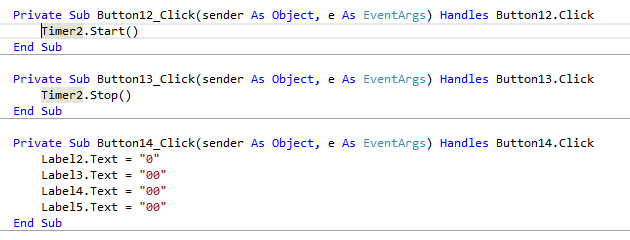 Private Sub Button12_Click(sender As Object, e As EventArgs) Handles Button12.Click
    Timer2.Start()
End Sub
Private Sub Button13_Click(sender As Object, e As EventArgs) Handles Button13.Click
    Timer2.Stop()
End Sub
Private Sub Button14_Click(sender As Object, e As EventArgs) Handles Button14.Click
    Label2.Text = "0"
    Label3.Text = "00"
    Label4.Text = "00"
    Label5.Text = "00"
End Sub